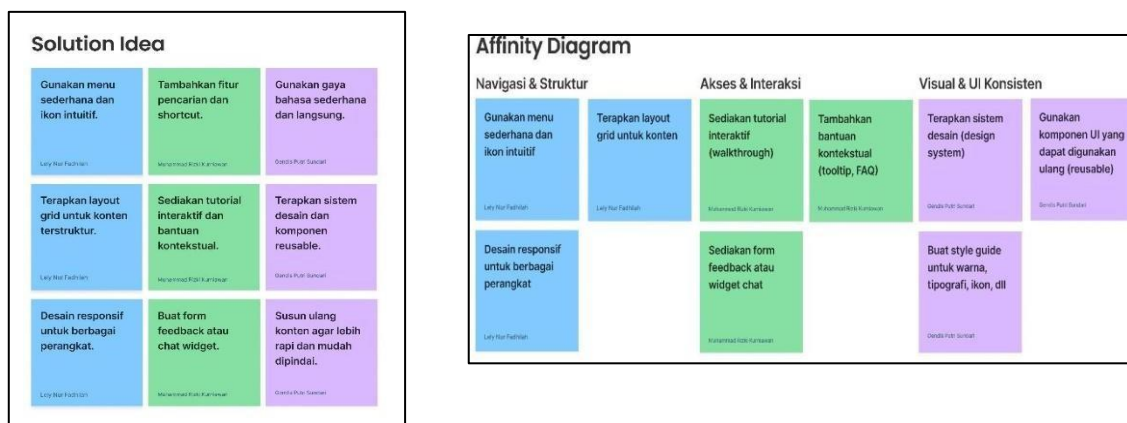 Solution Idea
Gunakan menu
sederhana dan
ikon intuitif.
Lely Nur Fadhilah
Tambahkan fitur
pencarian dan
shortcut.
Muhammad Rizki Kurniawan
Gunakan gaya
bahasa sederhana
dan langsung.
Ganda Putri Sundari
Terapkan layout
grid untuk konten
terstruktur.
Lely Nur Fadhilah
Sediakan tutorial
interaktif dan
bantuan
kontekstual.
Muhammad Rizki Kurniawan
Terapkan sistem
desain dan
komponen
reusable.
Desain responsif
untuk berbagai
perangkat.
Lely Nur Fadhilah
Buat form
feedback atau
chat widget.
Muhammad Rizki Kurniawan
Susun ulang
konten agar lebih
rapi dan mudah
dipindai.
Affinity Diagram
Navigasi & Struktur
Gunakan menu
sederhana dan
ikon intuitif
Lely Nur Fadhilah
Terapkan layout
grid untuk konten
Lely Nur Fadhilah
Desain responsif
untuk berbagai
perangkat
Lely Nur Fadhilah
Akses & Interaksi
Sediakan tutorial
interaktif
(walkthrough)
Muhammad Rizki Kurniawan
Tambahkan
bantuan
kontekstual
(tooltip, FAQ)
Muhammad Rizki Kurniawan
Sediakan form
feedback atau
widget chat
Muhammad Rizki Kurniawan
Visual & UI Konsisten
Terapkan sistem
desain (design
system)
Gunakan
komponen UI yang
dapat digunakan
ulang (reusable)
Buat style guide
untuk warna,
tipografi, ikon, dll